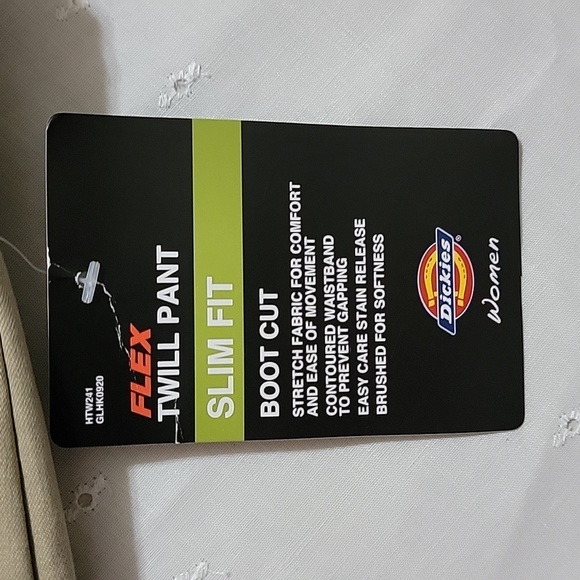 HTW241
GLHK0920
FLEX
TWILL PANT
SLIM FIT
BOOT CUT
STRETCH FABRIC FOR COMFORT
AND EASE OF MOVEMENT
CONTOURED WAISTBAND
TO PREVENT GAPPING
EASY CARE STAIN RELEASE
BRUSHED FOR SOFTNESS
Dickies®
Women